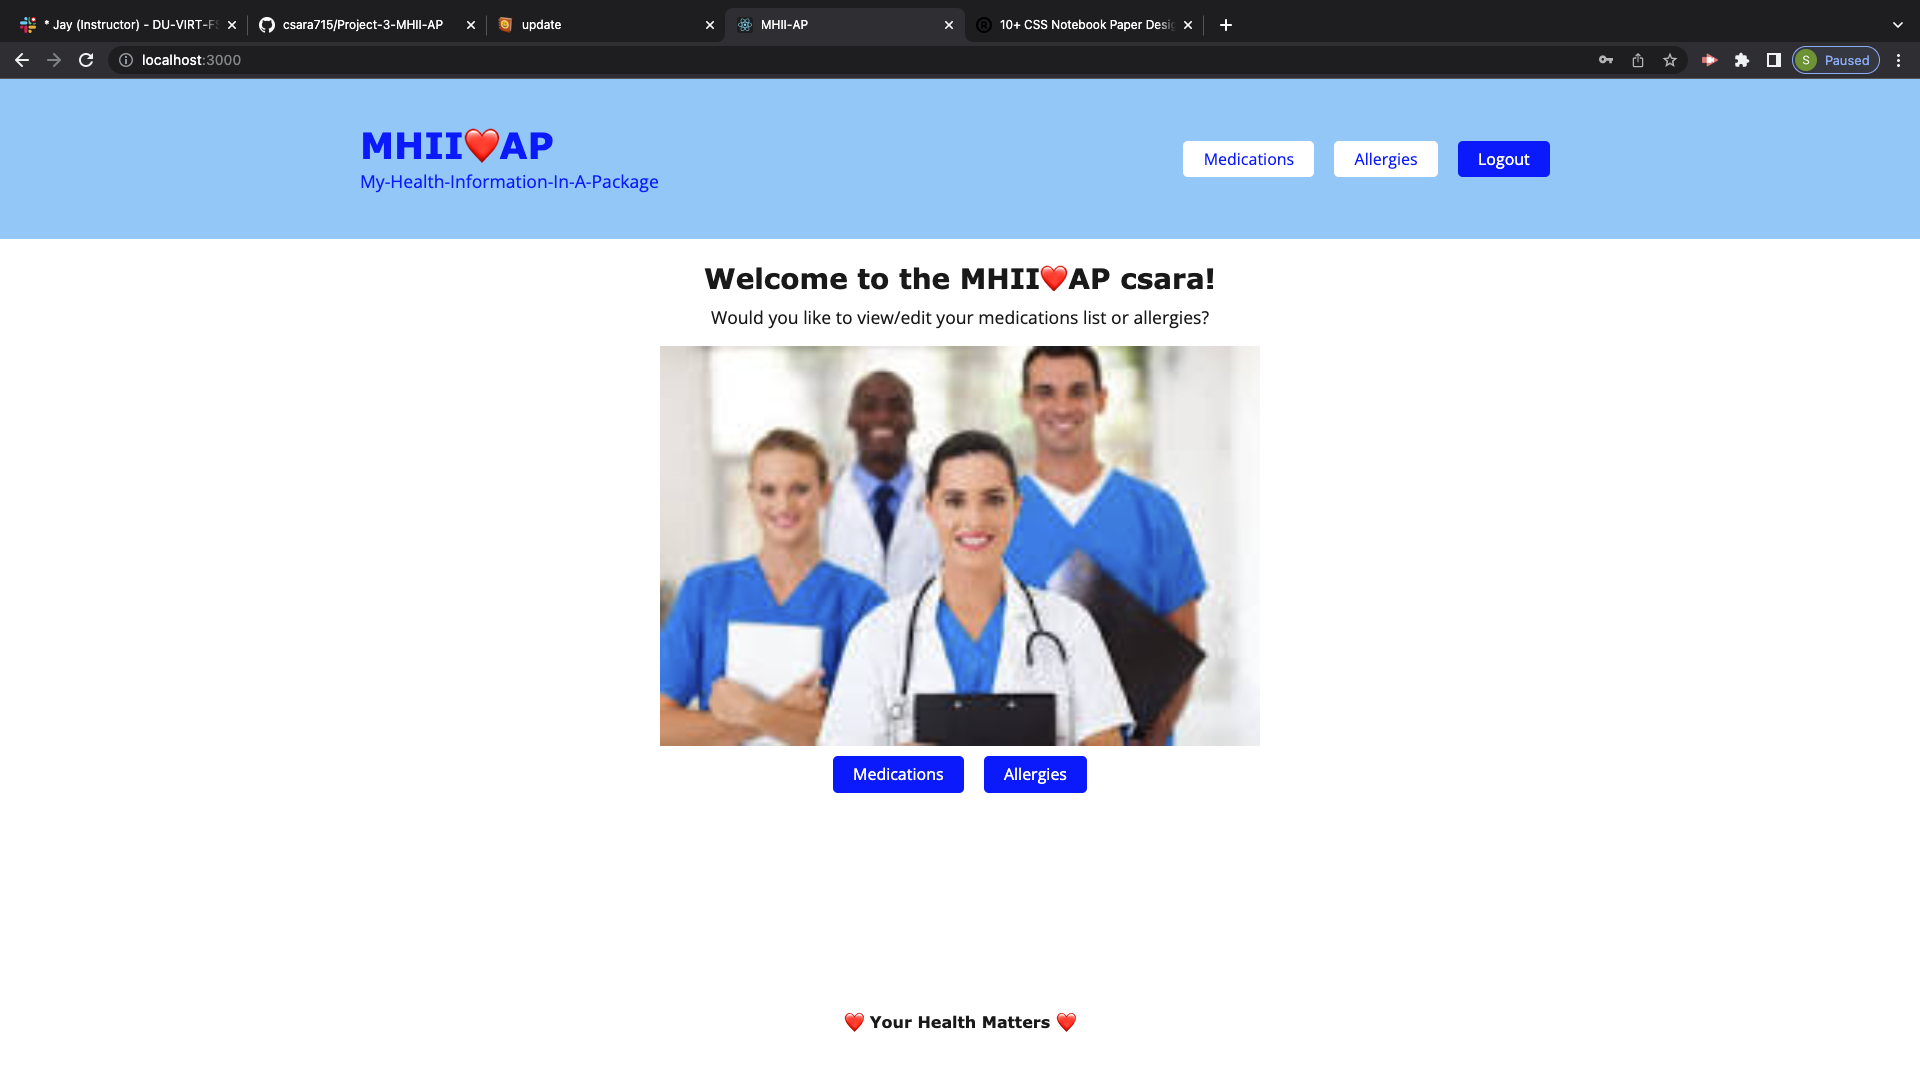 * Jay (Instructor) - DU-VIRT-FS
csara715/Project-3-MHII-AP
update
MHII-AP
10+ CSS Notebook Paper Desi
localhost:3000
S Paused
MHII❤️AP
My-Health-Information-In-A-Package
Medications
Allergies
Logout
Welcome to the MHII❤️AP csara!
Would you like to view/edit your medications list or allergies?
Medications
Allergies
❤️ Your Health Matters ❤️